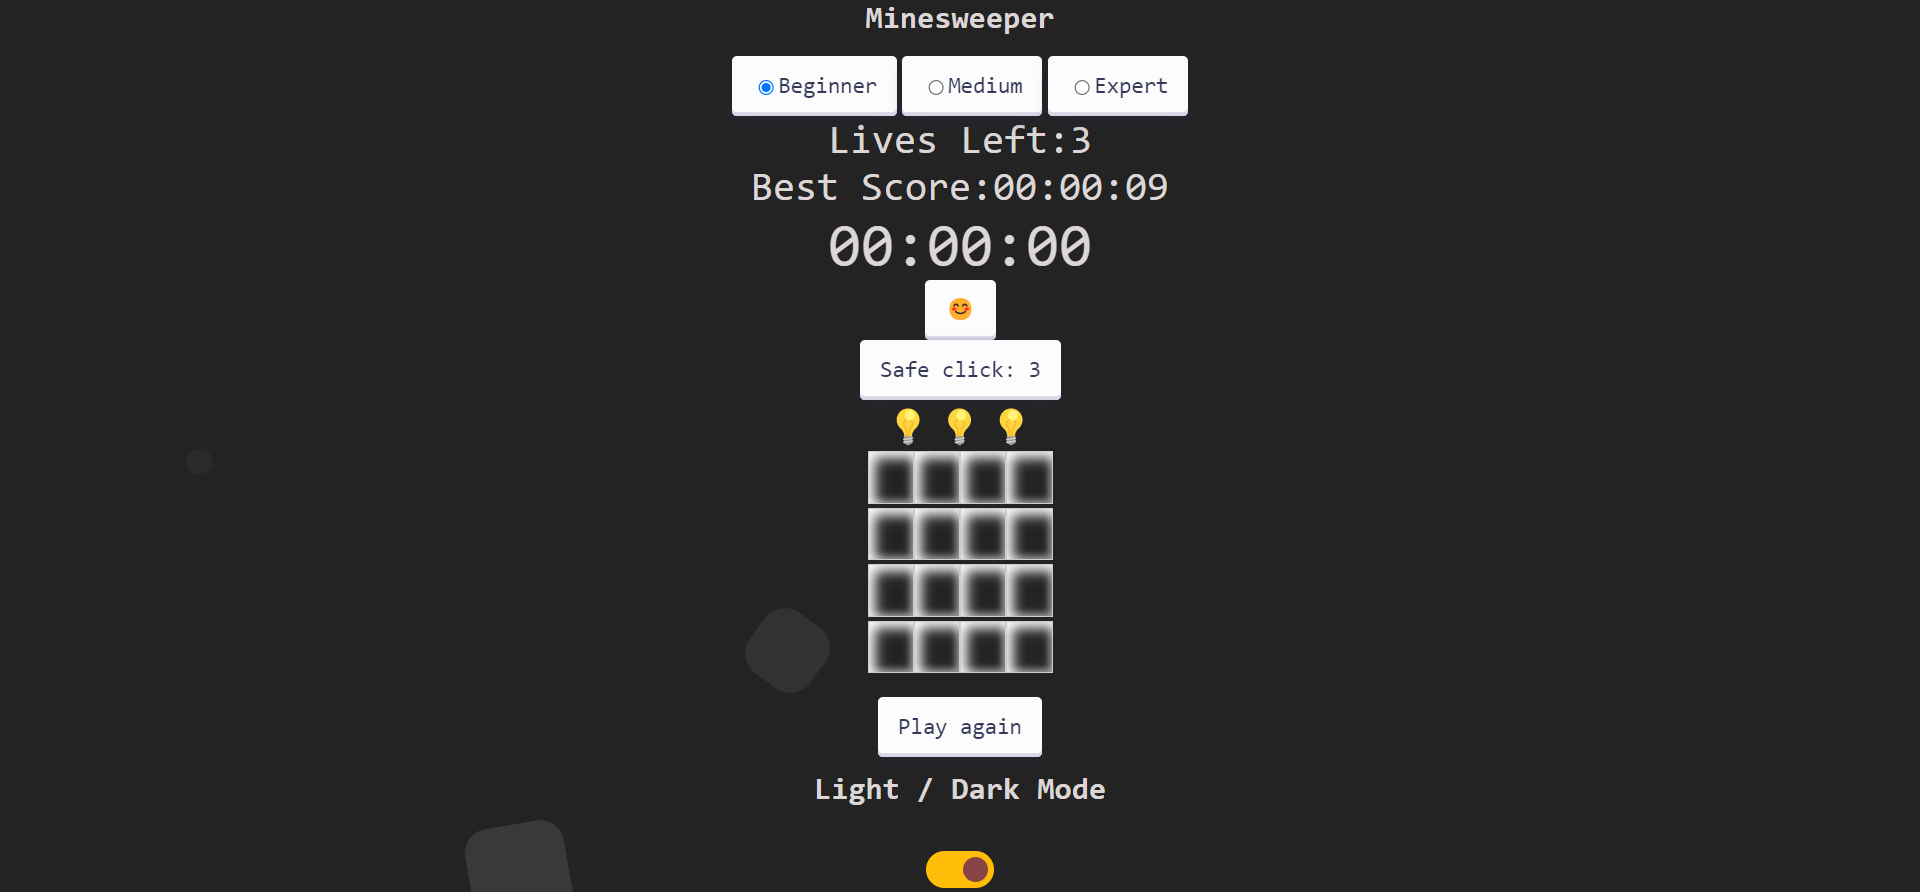 Minesweeper
Beginner Medium Expert
Lives Left:3
Best Score:00:00:09
00:00:00
Safe click: 3
Play again
Light / Dark Mode